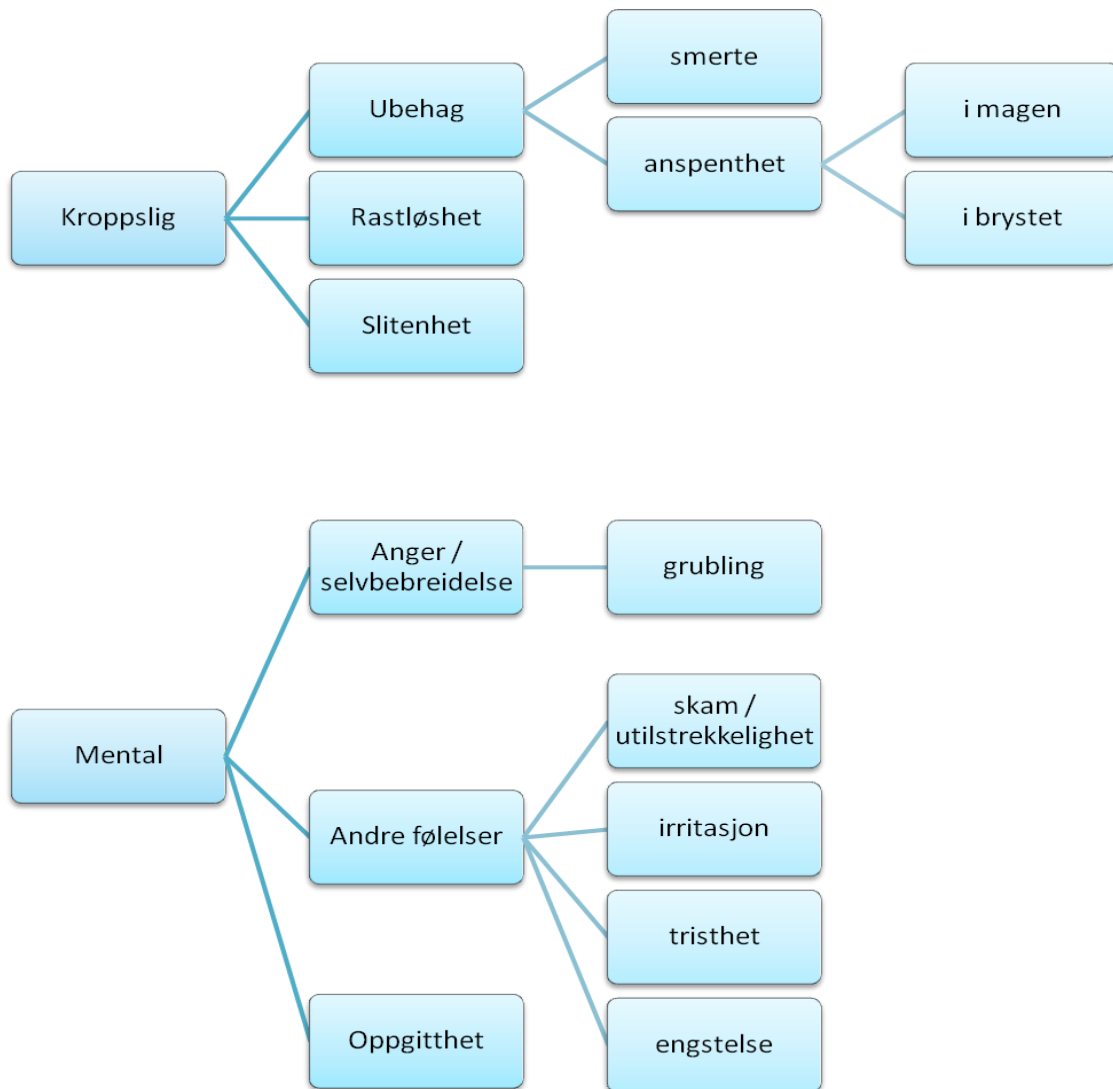 smerte
Ubehag
i magen
anspenthet
Kroppslig
Rastløshet
i brystet
Slitenhet
Anger /
selvbebreidelse
grubling
skam /
utilstrekkelighet
Mental
Andre følelser
irritasjon
tristhet
Oppgitthet
engstelse